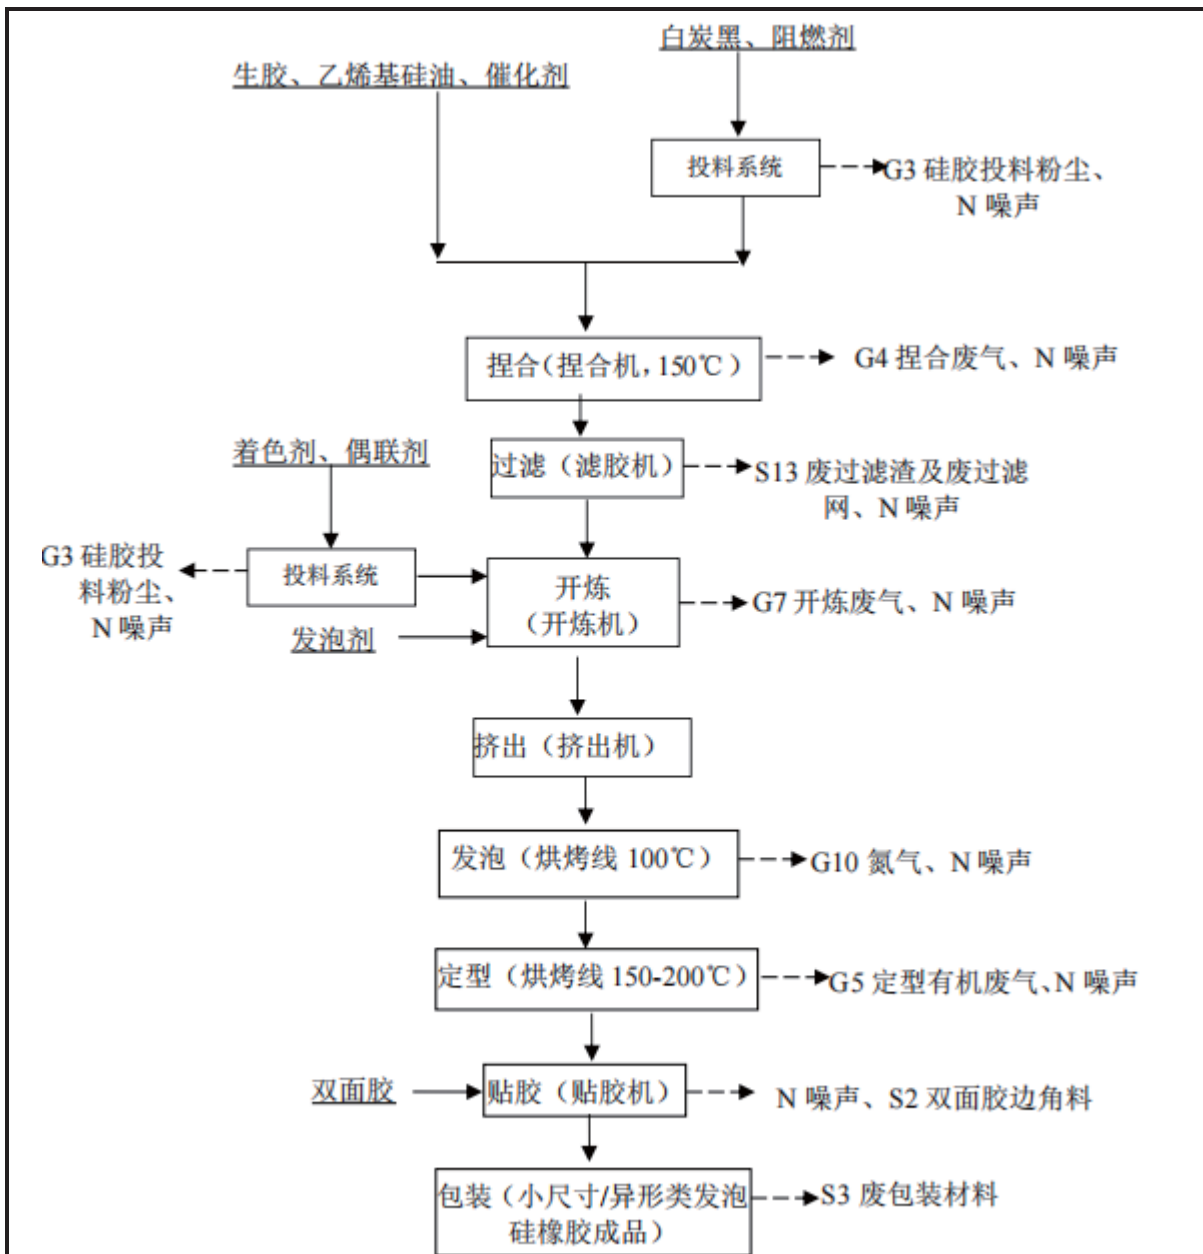 白炭黑、阻燃剂
生胶、乙烯基硅油、催化剂
投料系统
G3 硅胶投料粉尘、
N 噪声
捏合（捏合机，150℃）
G4 捏合废气、N 噪声
着色剂、偶联剂
过滤（滤胶机）
S13 废过滤渣及废过滤
网、N 噪声
G3 硅胶投
料粉尘、
N 噪声
投料系统
发泡剂
开炼
（开炼机）
G7 开炼废气、N 噪声
挤出（挤出机）
发泡（烘烤线 100℃）
G10 氮气、N 噪声
定型（烘烤线 150-200℃）
G5 定型有机废气、N 噪声
双面胶
贴胶（贴胶机）
N 噪声、S2 双面胶边角料
包装（小尺寸/异形类发泡
硅橡胶成品）
S3 废包装材料